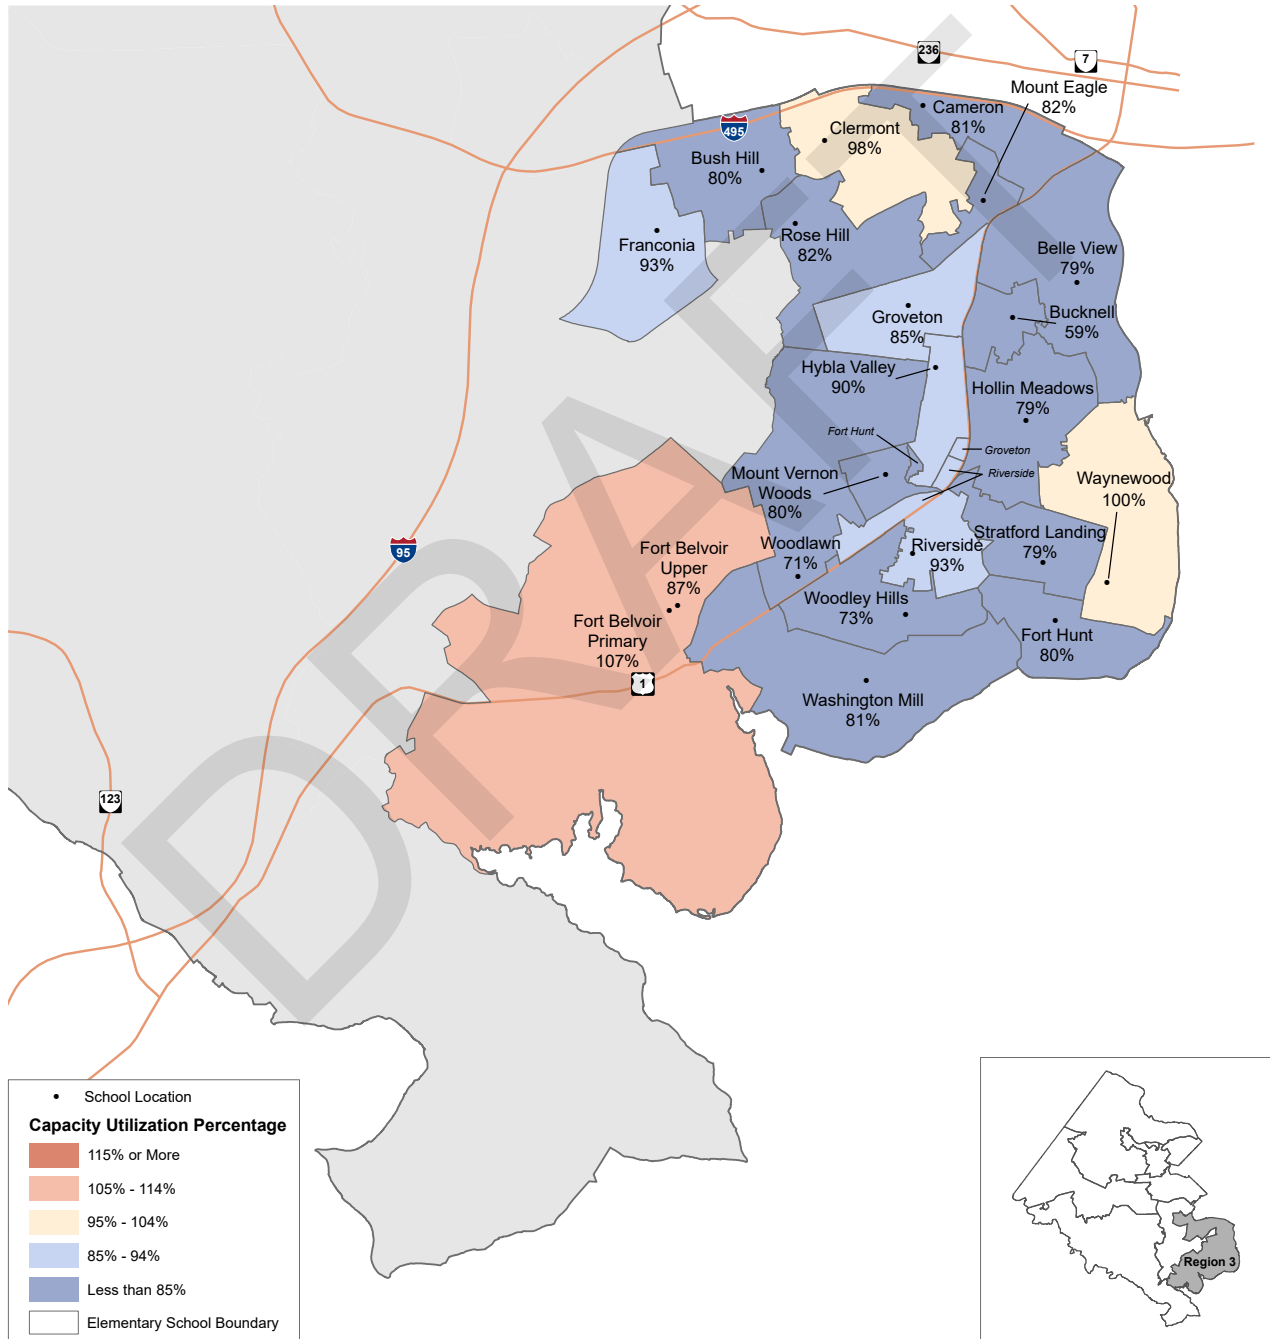 236
7
Mount Eagle
82%
Cameron
81%
495
Clermont
98%
Bush Hill
80%
Rose Hill
82%
Franconia
93%
Belle View
79%
Groveton
85%
Bucknell
59%
Hybla Valley
90%
Hollin Meadows
79%
Fort Hunt
Groveton
Riverside
Mount Vernon
Woods
80%
Waynewood
100%
95
Fort Belvoir
Upper
87%
Woodlawn
71%
Riverside
93%
Stratford Landing
79%
Woodley Hills
73%
Fort Belvoir
Primary
107%
Fort Hunt
80%
1
Washington Mill
81%
123
DRAFT
School Location
Capacity Utilization Percentage
115% or More
105% - 114%
95% - 104%
85% - 94%
Less than 85%
Elementary School Boundary
Region 3